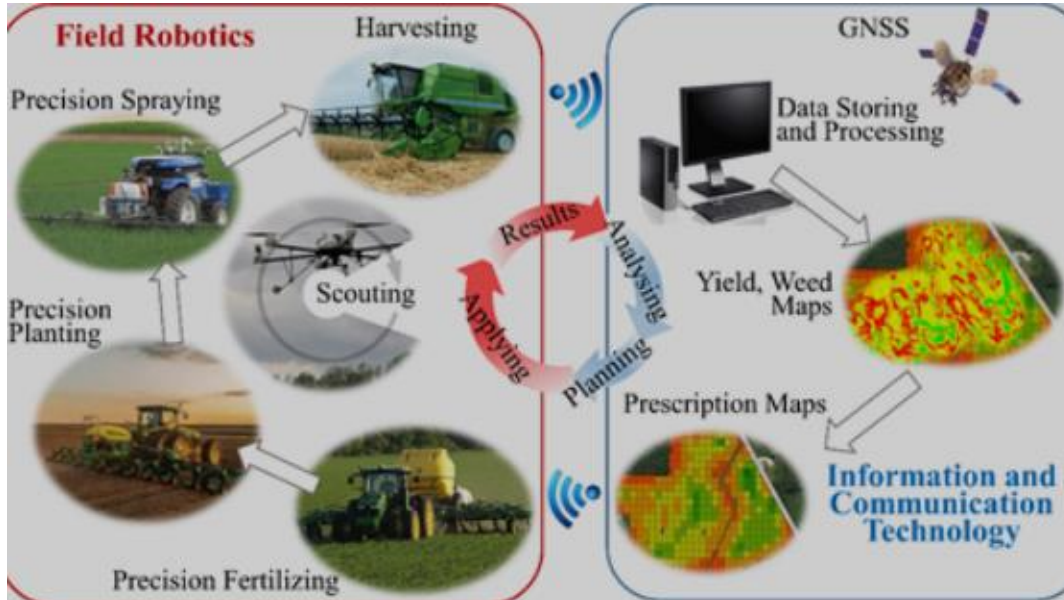 Field Robotics
Harvesting
Precision Spraying
Scouting
Precision
Planting
Precision Fertilizing
Results
Analysing
Planning
Applying
GNSS
Data Storing
and Processing
Yield, Weed
Maps
Prescription Maps
Information and
Communication
Technology